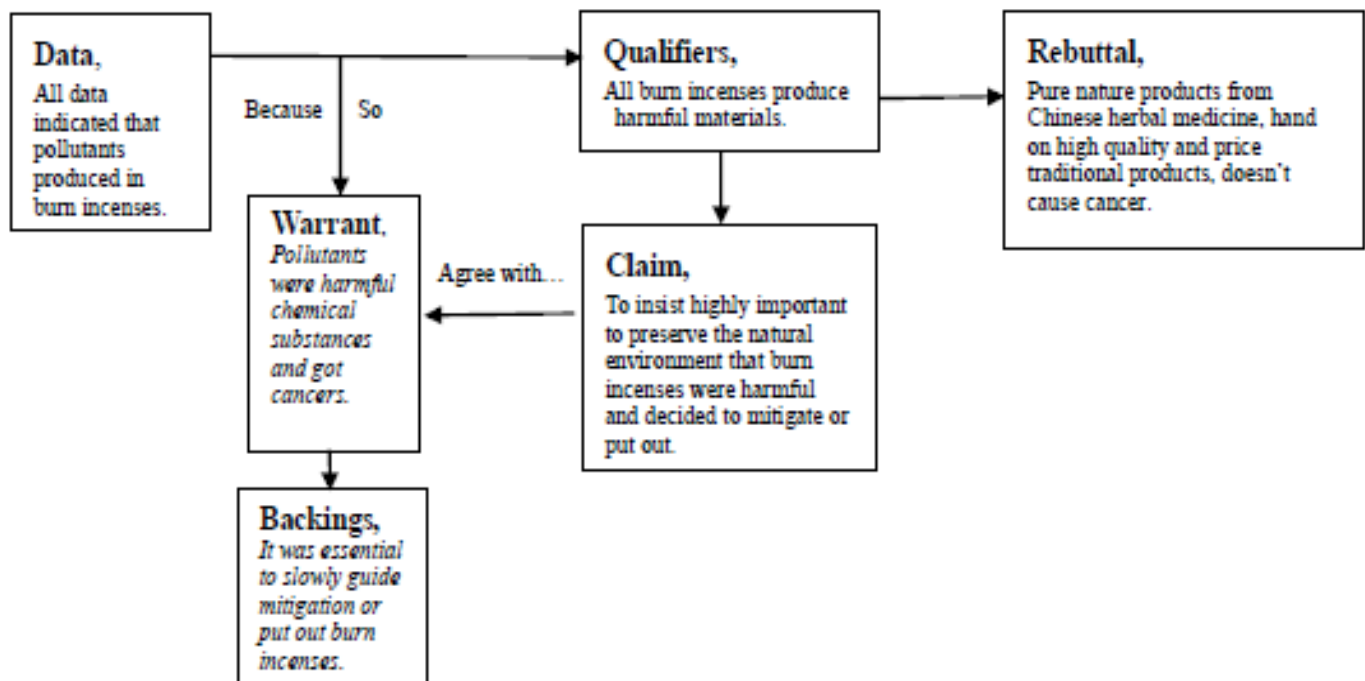 Data,
All data
indicated that
pollutants
produced in
burn incenses.
Because
So
Qualifiers,
All burn incenses produce
harmful materials.
Rebuttal,
Pure nature products from
Chinese herbal medicine, hand
on high quality and price
traditional products, doesn't
cause cancer.
Warrant,
Pollutants
were harmful
chemical
substances
and got
cancers.
Agree with…
Claim,
To insist highly important
to preserve the natural
environment that burn
incenses were harmful
and decided to mitigate or
put out.
Backings,
It was essential
to slowly guide
mitigation or
put out burn
incenses.